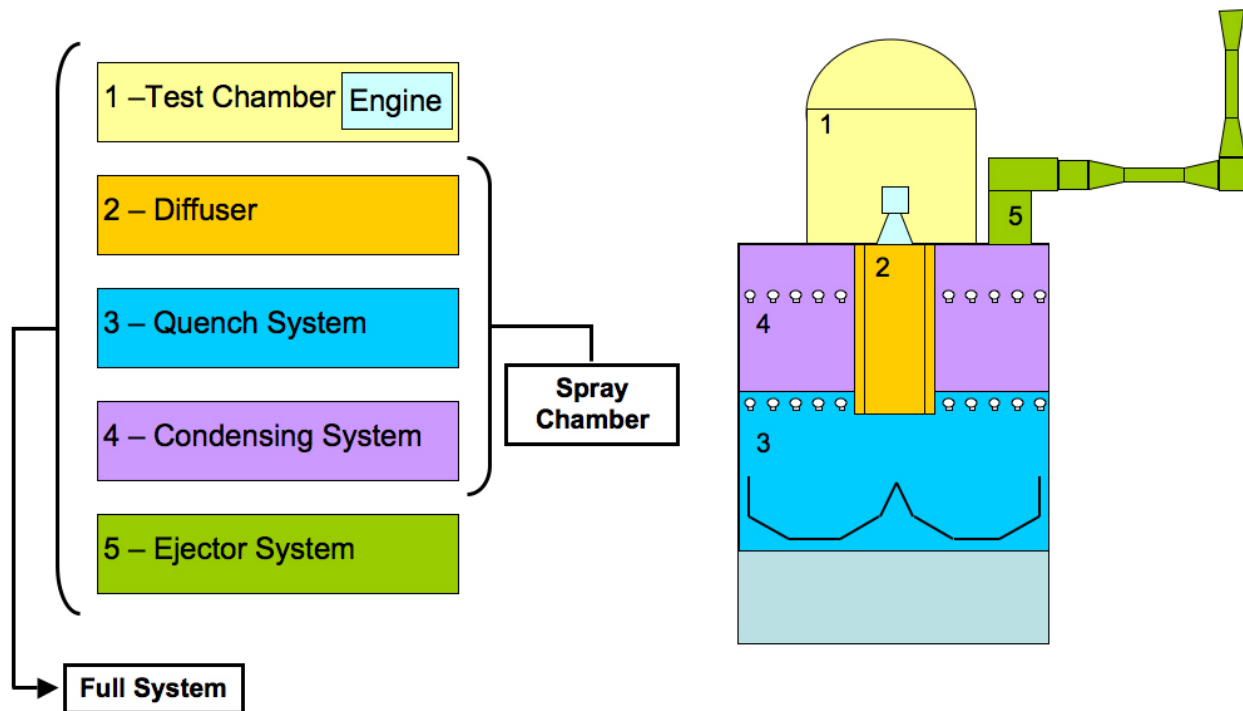 1 –Test Chamber
Engine
2 – Diffuser
3 – Quench System
4 – Condensing System
5 – Ejector System
Spray
Chamber
Full System
1
2
3
4
5